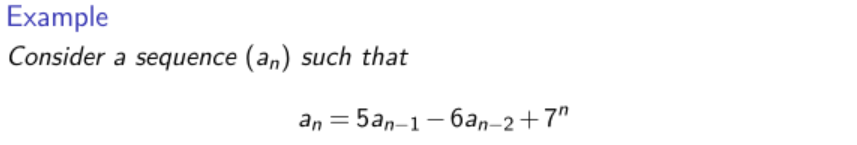 Example
Consider a sequence (aₙ) such that
aₙ = 5aₙ₋₁ − 6aₙ₋₂ + 7ⁿ